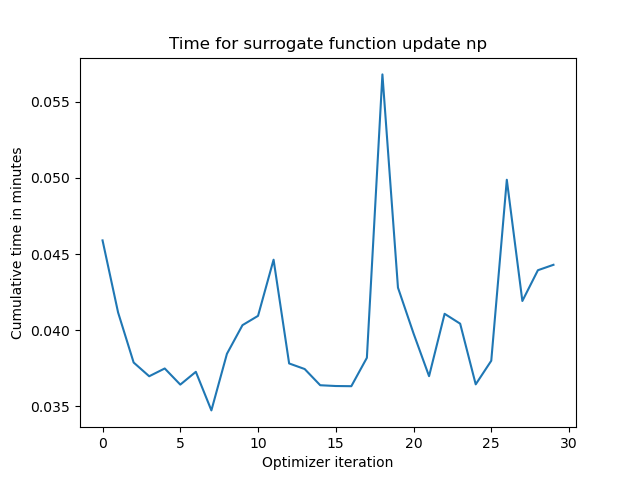 Time for surrogate function update np
Cumulative time in minutes
0.055
0.050
0.045
0.040
0.035
0 5 10 15 20 25 30
Optimizer iteration